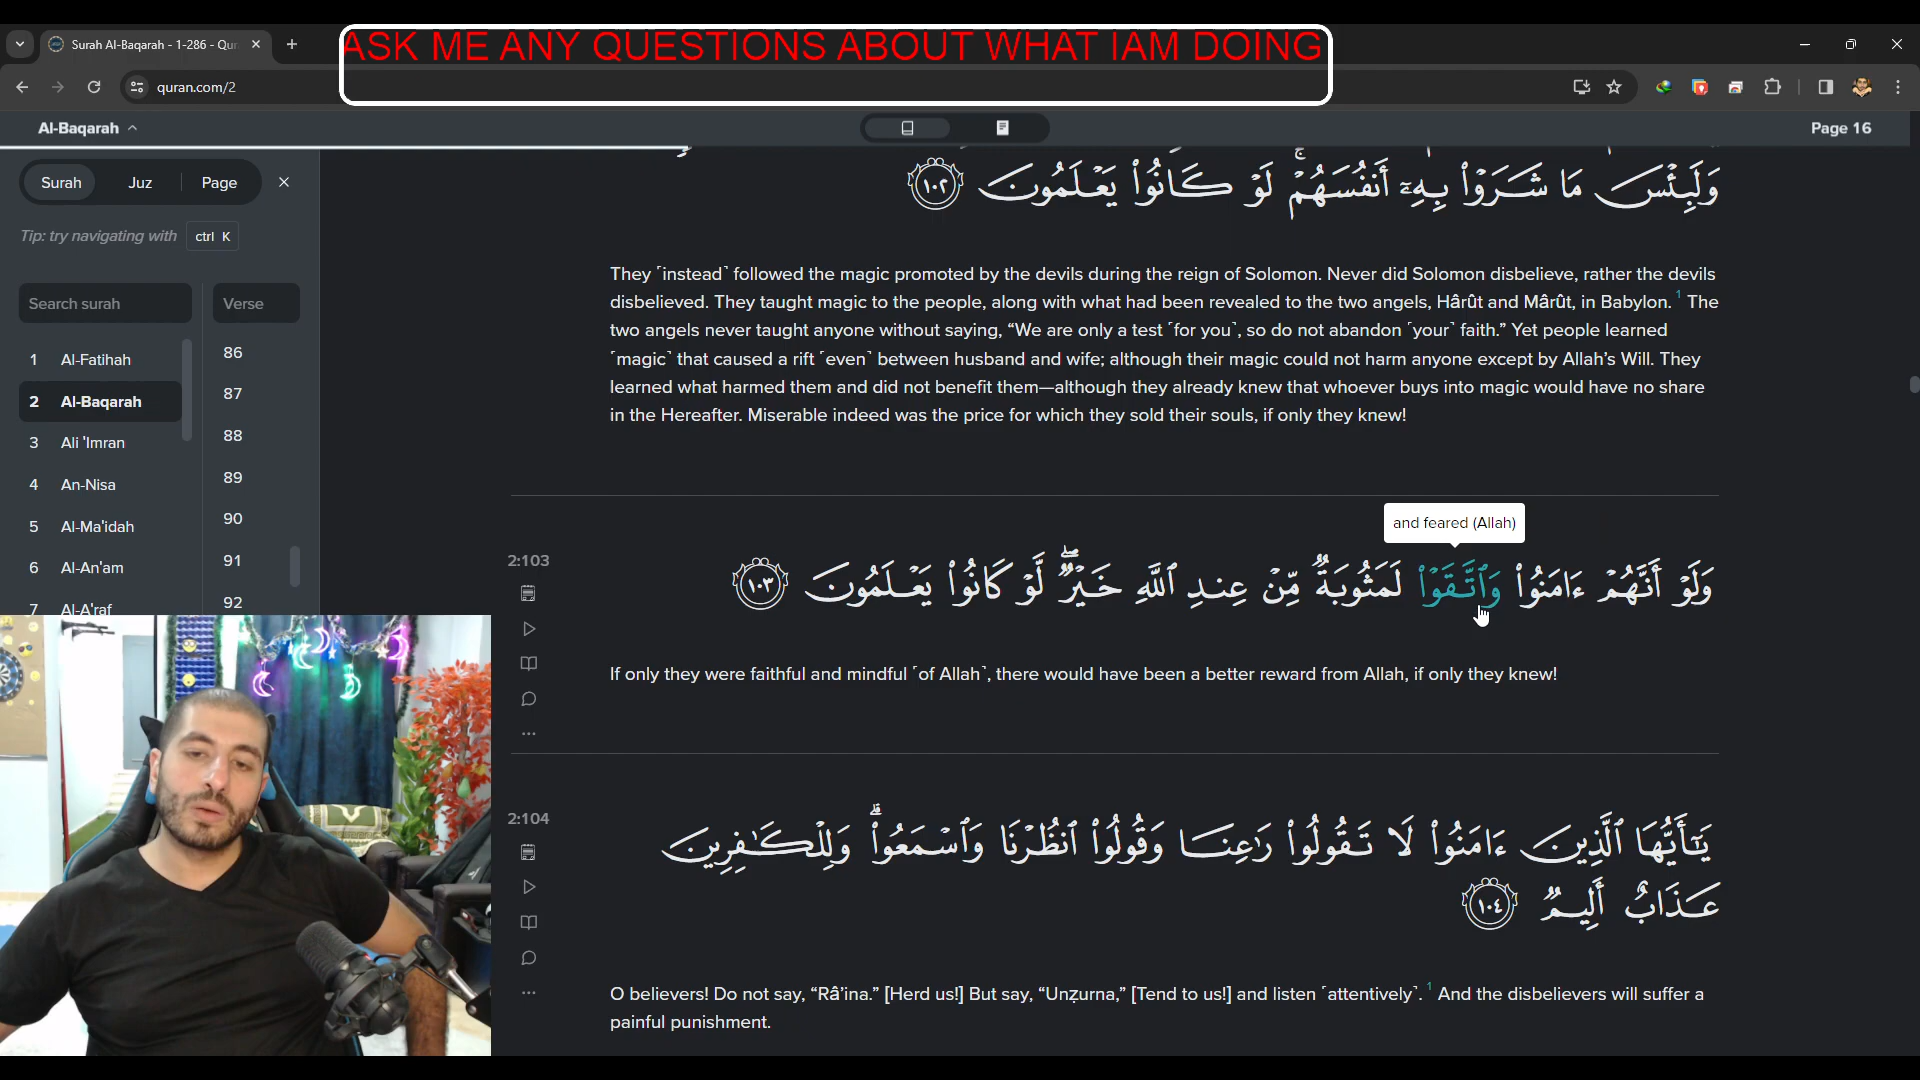 Surah Al-Baqarah - 1-286 - Qur
ASK ME ANY QUESTIONS ABOUT WHAT IAM DOING
quran.com/2
Al-Baqarah
Page 16
Surah
Juz
Page
Tip: try navigating with ctrl K
Search surah
Verse
1 Al-Fatihah
2 Al-Baqarah
3 Ali 'Imran
4 An-Nisa
5 Al-Ma'idah
6 Al-An'am
7 Al-A'raf
86
87
88
89
90
91
92
وَلَبِئْسَ مَا شَرَوْا۟ بِهِۦٓ أَنفُسَهُمْ ۚ لَوْ كَانُوا۟ يَعْلَمُونَ ١٠٢
They ˹instead˺ followed the magic promoted by the devils during the reign of Solomon. Never did Solomon disbelieve, rather the devils
disbelieved. They taught magic to the people, along with what had been revealed to the two angels, Hârût and Mârût, in Babylon. 1 The
two angels never taught anyone without saying, “We are only a test ˹for you˺, so do not abandon ˹your˺ faith.” Yet people learned
˹magic˺ that caused a rift ˹even˺ between husband and wife; although their magic could not harm anyone except by Allah’s Will. They
learned what harmed them and did not benefit them—although they already knew that whoever buys into magic would have no share
in the Hereafter. Miserable indeed was the price for which they sold their souls, if only they knew!
and feared (Allah)
2:103
وَلَوْ أَنَّهُمْ ءَامَنُوا۟ وَٱتَّقَوْا۟ لَمَثُوبَةٌ مِّنْ عِندِ ٱللَّهِ خَيْرٌ ۖ لَّوْ كَانُوا۟ يَعْلَمُونَ ١٠٣
If only they were faithful and mindful ˹of Allah˺, there would have been a better reward from Allah, if only they knew!
2:104
يَـٰٓأَيُّهَا ٱلَّذِينَ ءَامَنُوا۟ لَا تَقُولُوا۟ رَٰعِنَا وَقُولُوا۟ ٱنظُرْنَا وَٱسْمَعُوا۟ ۗ وَلِلْكَـٰفِرِينَ
عَذَابٌ أَلِيمٌ ١٠٤
O believers! Do not say, “Râ’ina.” [Herd us!] But say, “Unẓurna,” [Tend to us!] and listen ˹attentively˺. 1 And the disbelievers will suffer a
painful punishment.